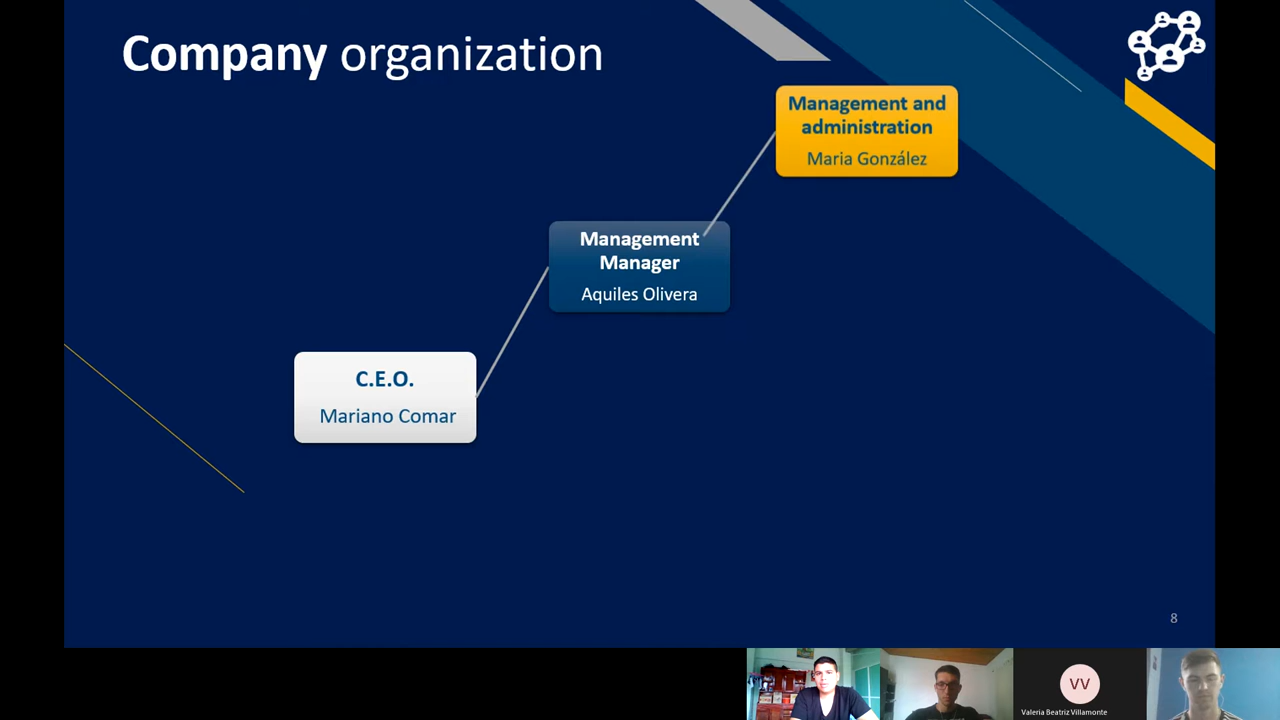 Company organization
Management and
administration
Maria González
Management
Manager
Aquiles Olivera
C.E.O.
Mariano Comar
8
VV
Valeria Beatriz Villamonte